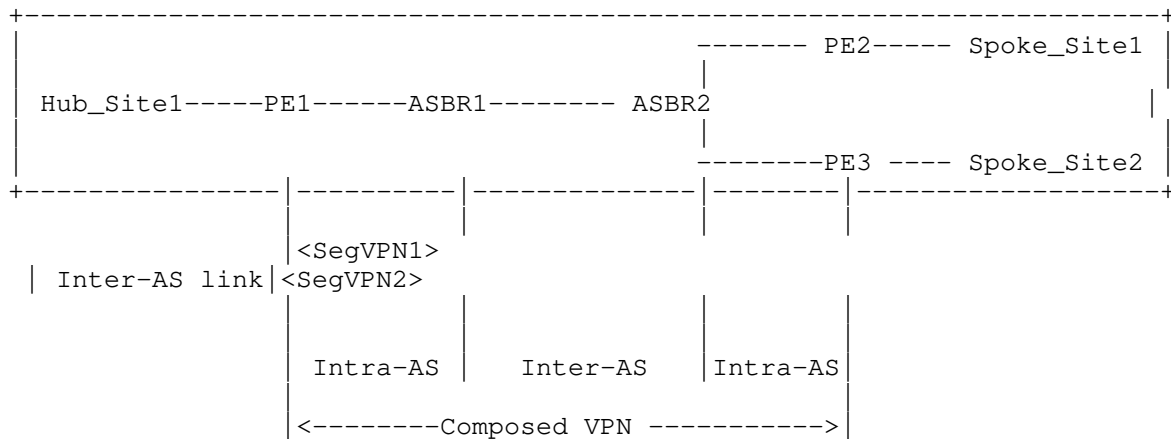 +----------------------------------------------------------------------+
|                                          ------- PE2----- Spoke_Site1 |
|                                          |                            |
| Hub_Site1-----PE1------ASBR1-------- ASBR2                           |
|                                          |                            |
|                                          --------PE3 ---- Spoke_Site2 |
+----------------|----------|--------------|--------|-------------------+
|<SegVPN1>
| Inter-AS link|<SegVPN2>
| Intra-AS | Inter-AS |Intra-AS|
|<--------Composed VPN ----------->|